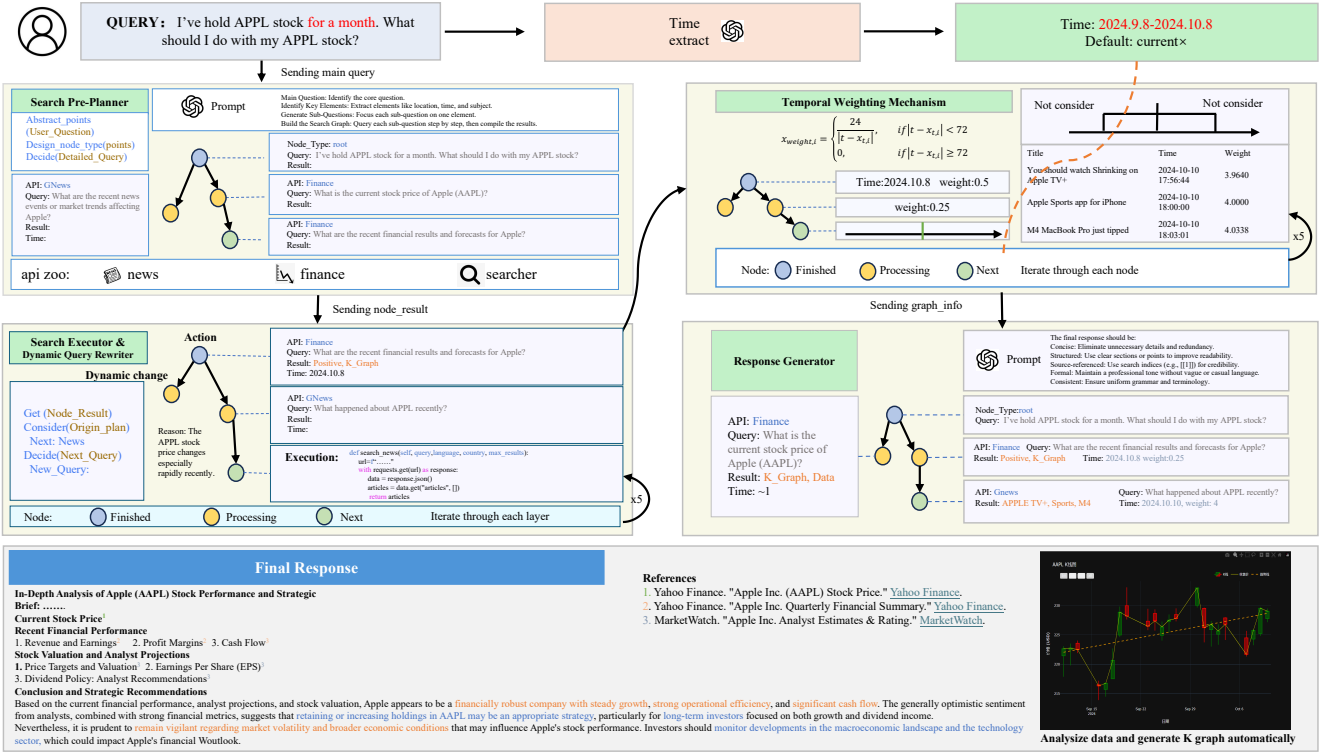 QUERY: I've hold APPL stock for a month. What
should I do with my APPL stock?
Time
extract
Time: 2024.9.8-2024.10.8
Default: current×
Sending main query
Search Pre-Planner
Abstract_points
(User_Question)
Design_node_type(points)
Decide(Detailed_Query)
Prompt
Main Question: Identify the core question.
Identify Key Elements: Extract elements like location, time, and subject.
Generate Sub-Questions: Focus each sub-question on one element.
Build the Search Graph: Query each sub-question step by step, then compile the results.
API: GNews
Query: What are the recent news
events or market trends affecting
Apple?
Result:
Time:
Node_Type: root
Query: I've hold APPL stock for a month. What should I do with my APPL stock?
Result:
API: Finance
Query: What is the current stock price of Apple (AAPL)?
Result:
API: Finance
Query: What are the recent financial results and forecasts for Apple?
Result:
api zoo:
news
finance
searcher
Sending node_result
Temporal Weighting Mechanism
x_{weight,i} = { 24 / |t − x_{t,i}|, if|t − x_{t,i}| < 72
0, if|t − x_{t,i}| ≥ 72
Not consider
Not consider
Title Time Weight
You should watch Shrinking on
Apple TV+
2024-10-10
17:56:44
3.9640
Apple Sports app for iPhone
2024-10-10
18:00:00
4.0000
M4 MacBook Pro just tipped
2024-10-10
18:03:01
4.0338
Time:2024.10.8 weight:0.5
weight:0.25
x5
Node: Finished Processing Next Iterate through each node
Sending graph_info
Search Executor &
Dynamic Query Rewriter
Action
Dynamic change
Get (Node_Result)
Consider(Origin_plan)
Next: News
Decide(Next_Query)
New_Query:
Reason: The
APPL stock
price changes
especially
rapidly recently.
API: Finance
Query: What are the recent financial results and forecasts for Apple?
Result: Positive, K_Graph
Time: 2024.10.8
API: GNews
Query: What happened about APPL recently?
Result:
Time:
Execution:
def search_news(self, query,language, country, max_results):
url=f"……"
with requests.get(url) as response:
data = response.json()
articles = data.get("articles", [])
return articles
x5
Node: Finished Processing Next Iterate through each layer
Response Generator
Prompt
The final response should be:
Concise: Eliminate unnecessary details and redundancy.
Structured: Use clear sections or points to improve readability.
Source-referenced: Use search indices (e.g., [[1]]) for credibility.
Formal: Maintain a professional tone without vague or casual language.
Consistent: Ensure uniform grammar and terminology.
API: Finance
Query: What is the
current stock price of
Apple (AAPL)?
Result: K_Graph, Data
Time: ~1
Node_Type:root
Query: I've hold APPL stock for a month. What should I do with my APPL stock?
API: Finance Query: What are the recent financial results and forecasts for Apple?
Result: Positive, K_Graph Time: 2024.10.8 weight:0.25
API: Gnews Query: What happened about APPL recently?
Result: APPLE TV+, Sports, M4 Time: 2024.10.10, weight: 4
Final Response
In-Depth Analysis of Apple (AAPL) Stock Performance and Strategic
Brief: …….
Current Stock Price
Recent Financial Performance
1. Revenue and Earnings 2. Profit Margins 3. Cash Flow
Stock Valuation and Analyst Projections
1. Price Targets and Valuation 2. Earnings Per Share (EPS)
3. Dividend Policy: Analyst Recommendations
Conclusion and Strategic Recommendations
Based on the current financial performance, analyst projections, and stock valuation, Apple appears to be a financially robust company with steady growth, strong operational efficiency, and significant cash flow. The generally optimistic sentiment
from analysts, combined with strong financial metrics, suggests that retaining or increasing holdings in AAPL may be an appropriate strategy, particularly for long-term investors focused on both growth and dividend income.
Nevertheless, it is prudent to remain vigilant regarding market volatility and broader economic conditions that may influence Apple's stock performance. Investors should monitor developments in the macroeconomic landscape and the technology
sector, which could impact Apple's financial Woutlook.
References
1. Yahoo Finance. "Apple Inc. (AAPL) Stock Price." Yahoo Finance.
2. Yahoo Finance. "Apple Inc. Quarterly Financial Summary." Yahoo Finance.
3. MarketWatch. "Apple Inc. Analyst Estimates & Rating." MarketWatch.
Analysize data and generate K graph automatically